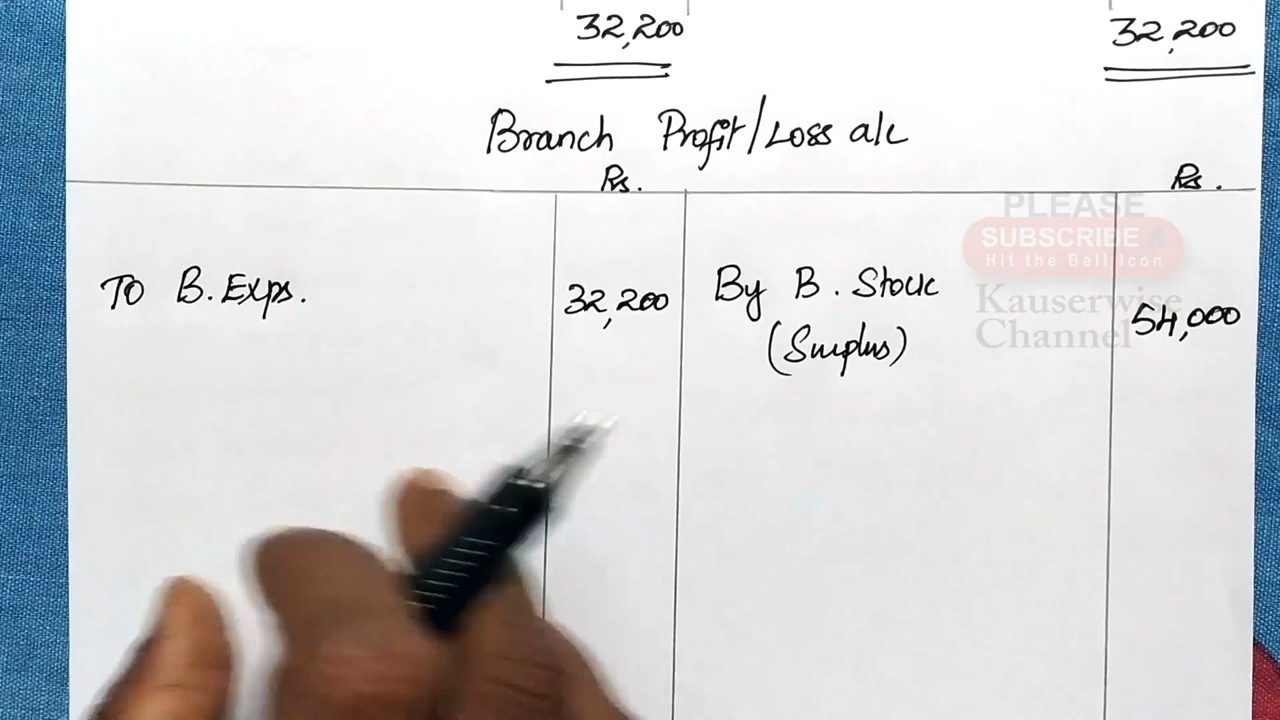 32,200 32,200
Branch Profit/Loss a/c
Rs. Rs.
PLEASE
SUBSCRIBE &
Hit the Bell Icon
To B. Exps. 32,200 By B. Stock 54,000
(Surplus)
Kauserwise
Channel